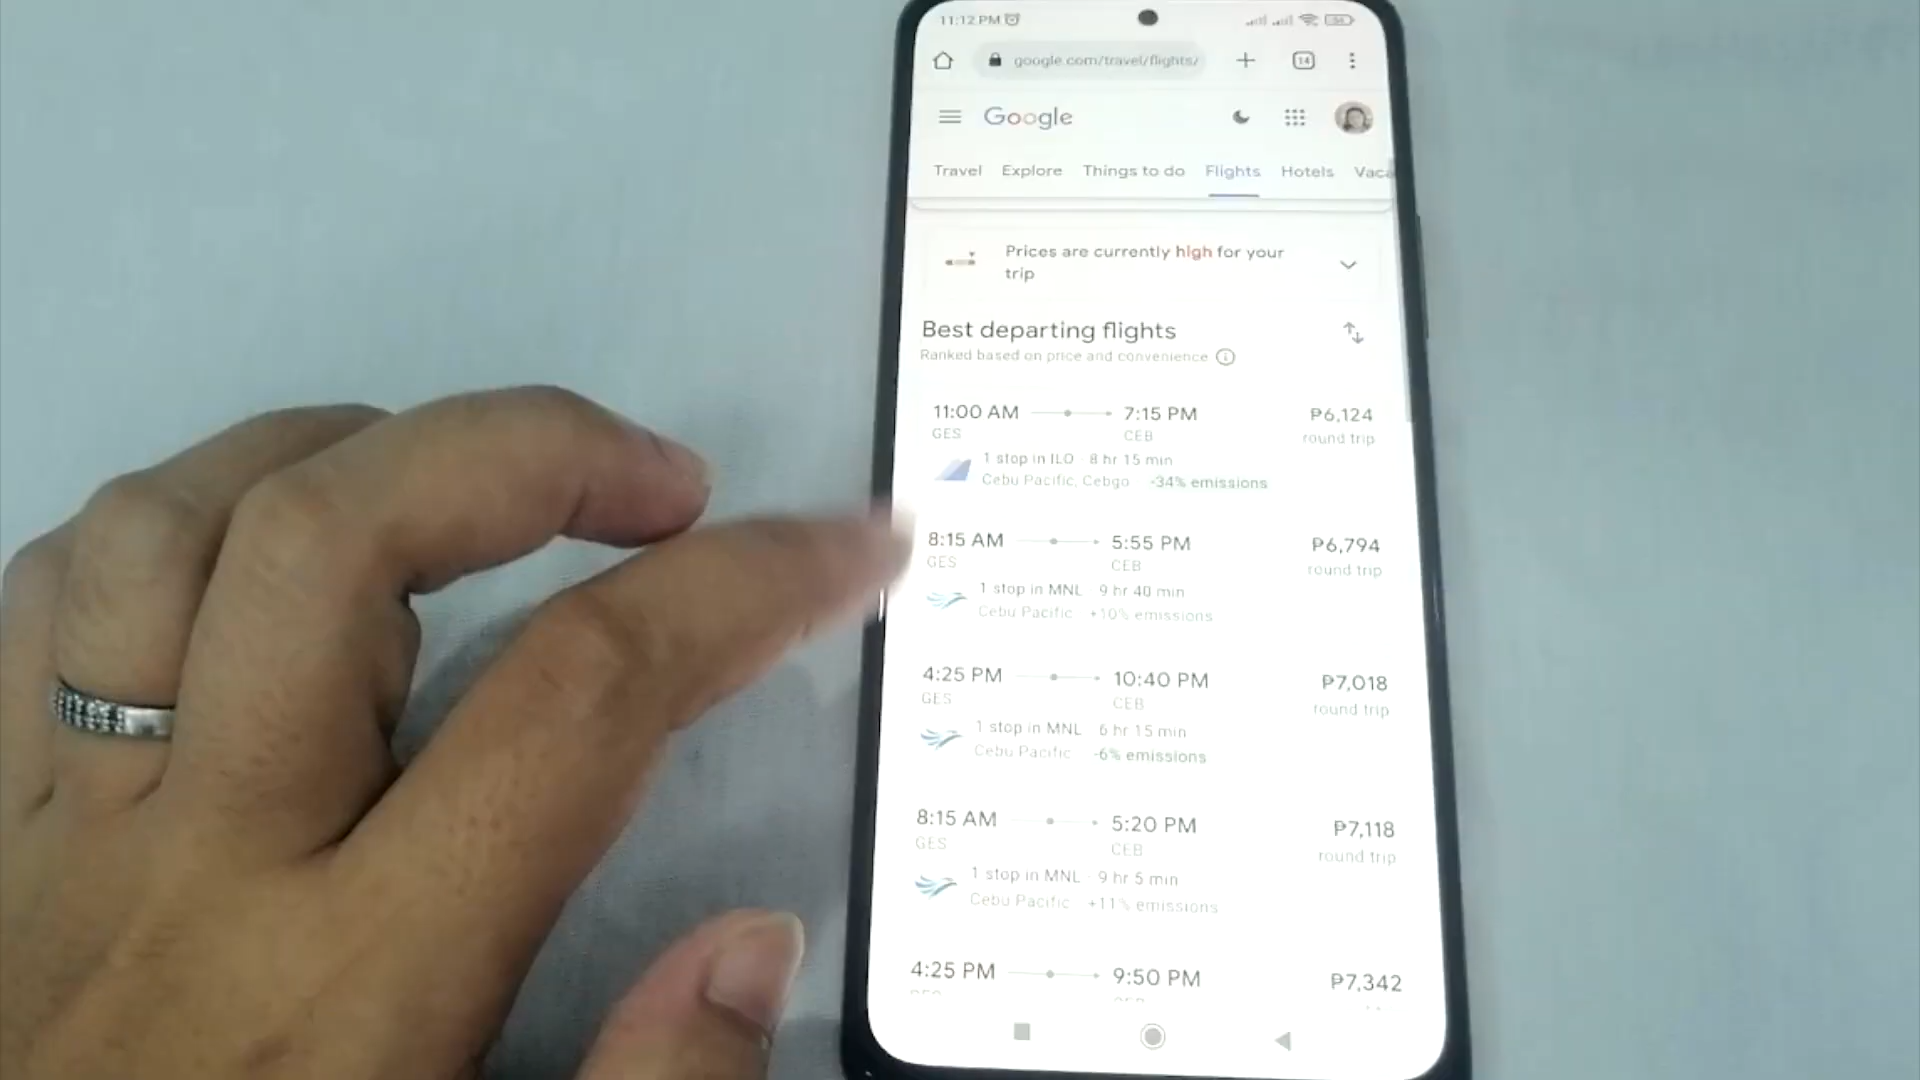 11:12 PM
google.com/travel/flights/
14
Google
Travel Explore Things to do Flights Hotels Vaca
Prices are currently high for your
trip
Best departing flights
Ranked based on price and convenience
11:00 AM 7:15 PM ₱6,124
GES CEB round trip
1 stop in ILO · 8 hr 15 min
Cebu Pacific, Cebgo -34% emissions
8:15 AM 5:55 PM ₱6,794
GES CEB round trip
1 stop in MNL 9 hr 40 min
Cebu Pacific +10% emissions
4:25 PM 10:40 PM ₱7,018
GES CEB round trip
1 stop in MNL 6 hr 15 min
Cebu Pacific -6% emissions
8:15 AM 5:20 PM ₱7,118
GES CEB round trip
1 stop in MNL · 9 hr 5 min
Cebu Pacific +11% emissions
4:25 PM 9:50 PM ₱7,342